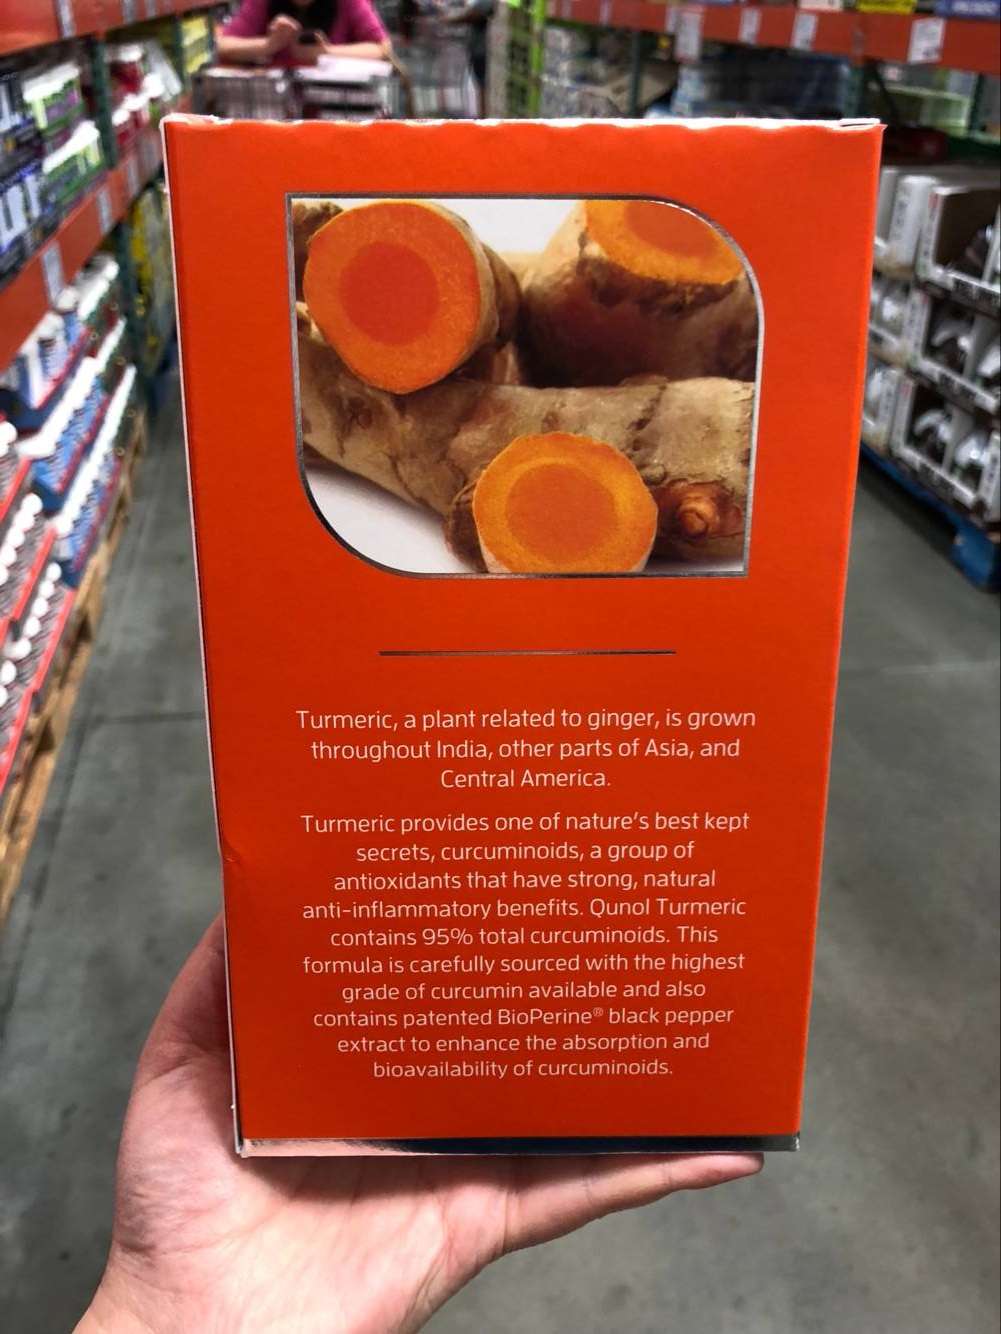 Turmeric, a plant related to ginger, is grown
throughout India, other parts of Asia, and
Central America.
Turmeric provides one of nature's best kept
secrets, curcuminoids, a group of
antioxidants that have strong, natural
anti-inflammatory benefits. Qunol Turmeric
contains 95% total curcuminoids. This
formula is carefully sourced with the highest
grade of curcumin available and also
contains patented BioPerine® black pepper
extract to enhance the absorption and
bioavailability of curcuminoids.